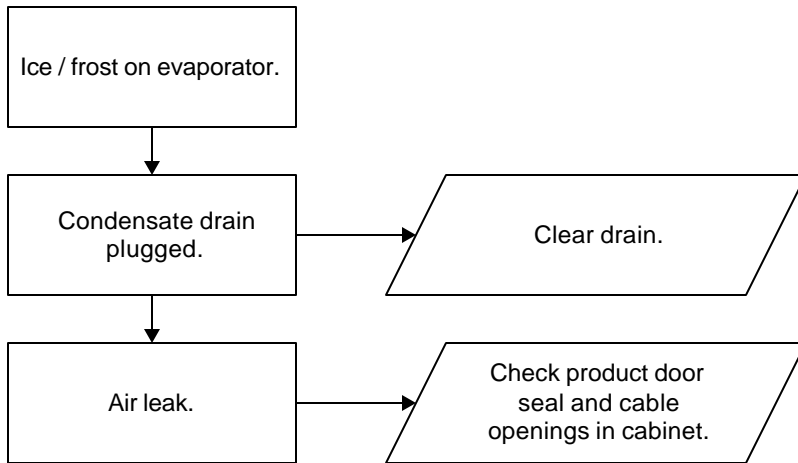 Ice / frost on evaporator.
Condensate drain
plugged.
Clear drain.
Air leak.
Check product door
seal and cable
openings in cabinet.